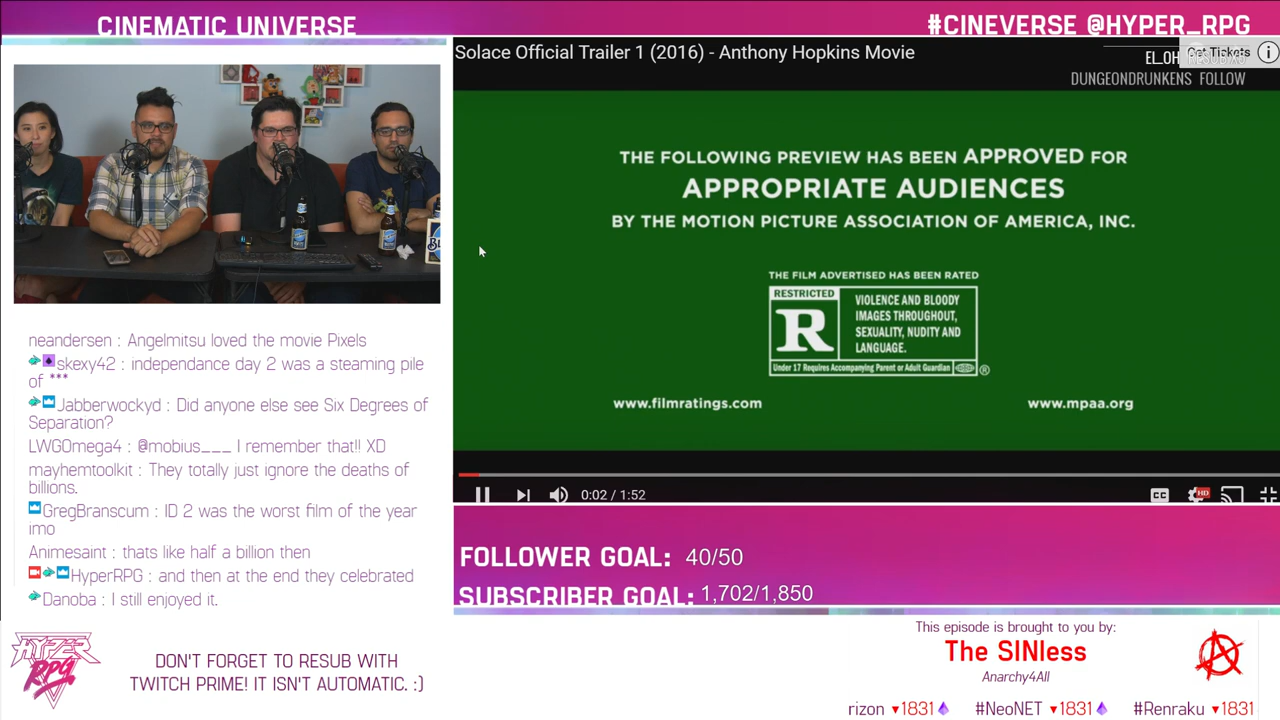 CINEMATIC UNIVERSE
#CINEVERSE @HYPER_RPG
Solace Official Trailer 1 (2016) - Anthony Hopkins Movie
Get Tickets
EL_OH
DUNGEONDRUNKENS FOLLOW
THE FOLLOWING PREVIEW HAS BEEN APPROVED FOR
APPROPRIATE AUDIENCES
BY THE MOTION PICTURE ASSOCIATION OF AMERICA, INC.
THE FILM ADVERTISED HAS BEEN RATED
RESTRICTED
R
VIOLENCE AND BLOODY
IMAGES THROUGHOUT,
SEXUALITY, NUDITY AND
LANGUAGE.
Under 17 Requires Accompanying Parent or Adult Guardian
®
www.filmratings.com
www.mpaa.org
0:02 / 1:52
CC
HD
neandersen : Angelmitsu loved the movie Pixels
skexy42 : independance day 2 was a steaming pile
of ***
Jabberwockyd : Did anyone else see Six Degrees of
Separation?
LWGOmega4 : @mobius___ I remember that!! XD
mayhemtoolkit : They totally just ignore the deaths of
billions.
GregBranscum : ID 2 was the worst film of the year
imo
Animesaint : thats like half a billion then
HyperRPG : and then at the end they celebrated
Danoba : I still enjoyed it.
FOLLOWER GOAL: 40/50
SUBSCRIBER GOAL: 1,702/1,850
HYPER
RPG
DON'T FORGET TO RESUB WITH
TWITCH PRIME! IT ISN'T AUTOMATIC. :)
This episode is brought to you by:
The SINless
Anarchy4All
rizon ▾1831 #NeoNET ▾1831 #Renraku ▾1831